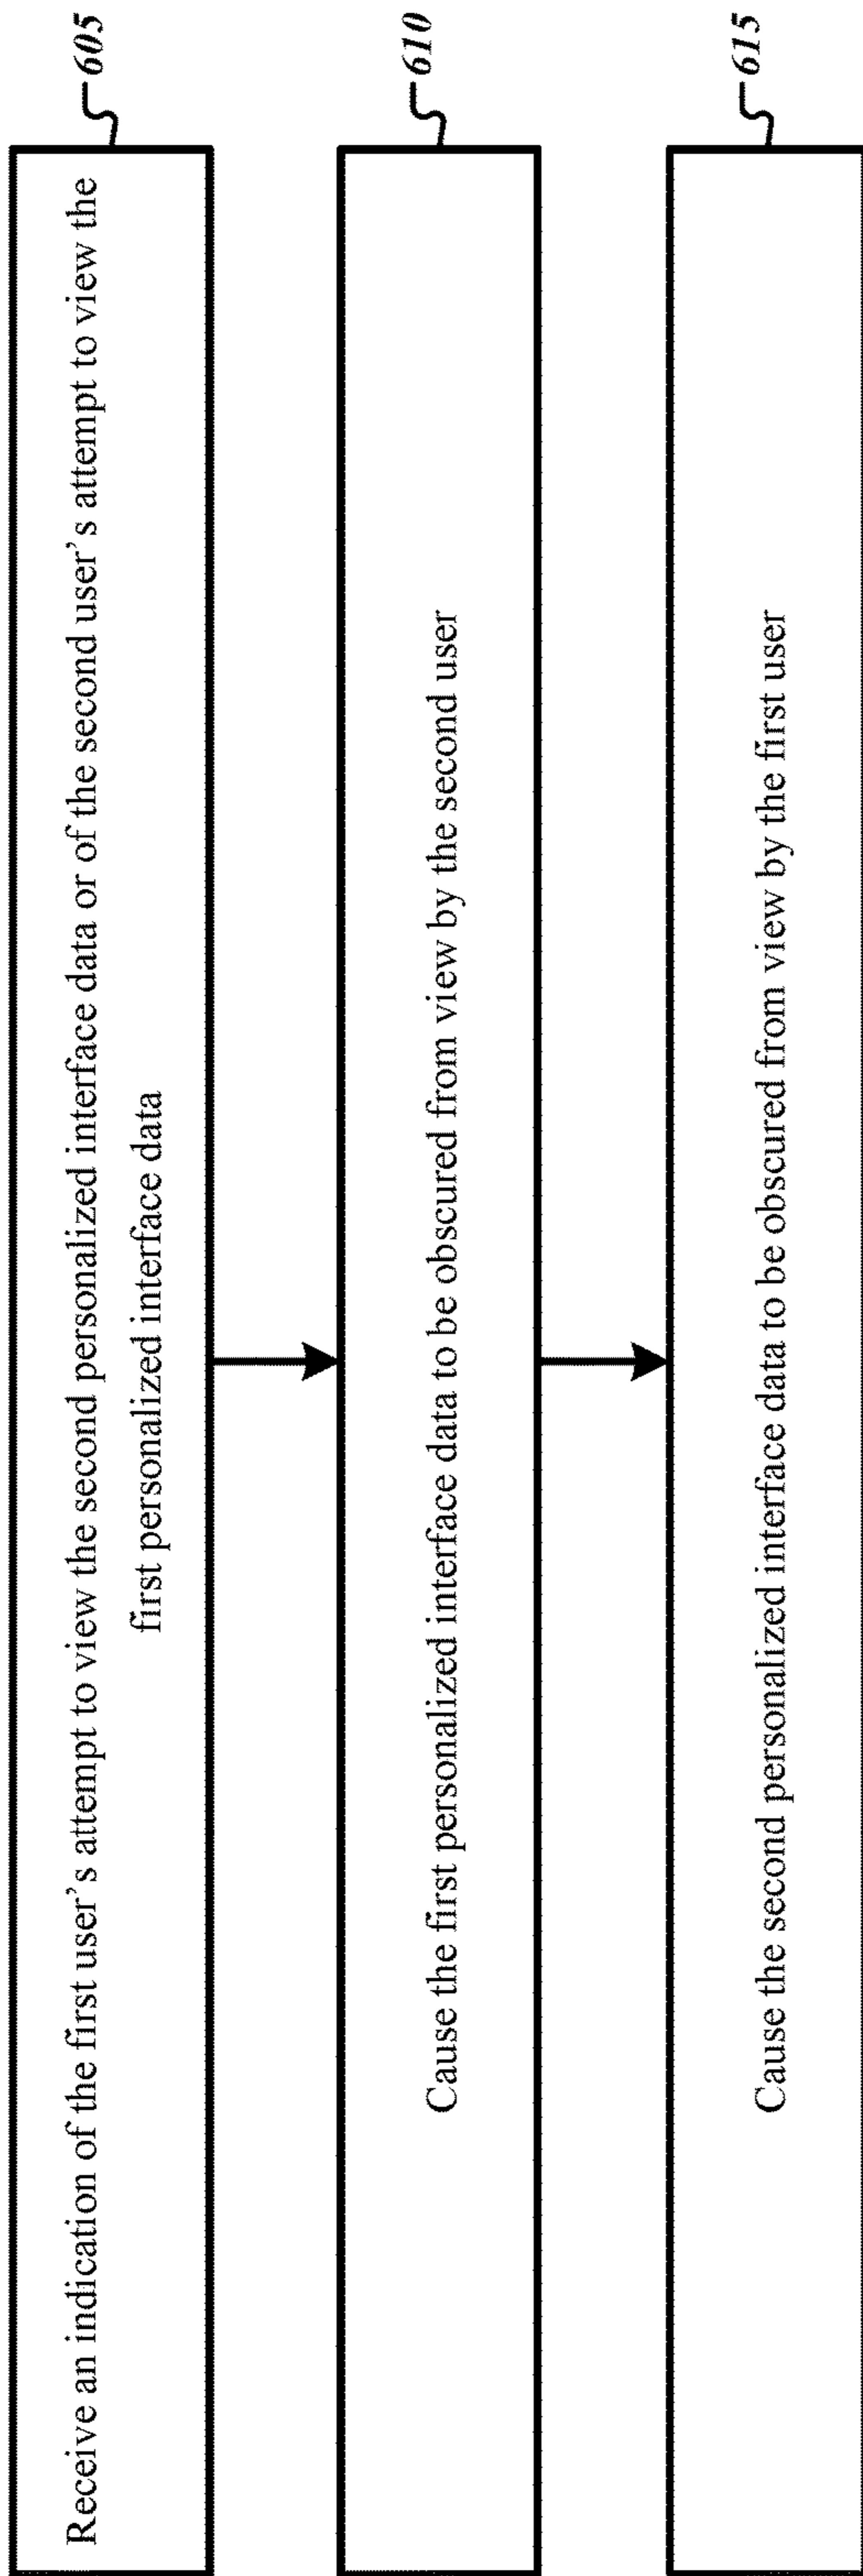 Receive an indication of the first user's attempt to view the second personalized interface data or of the second user's attempt to view the
first personalized interface data
605
Cause the first personalized interface data to be obscured from view by the second user
610
Cause the second personalized interface data to be obscured from view by the first user
615